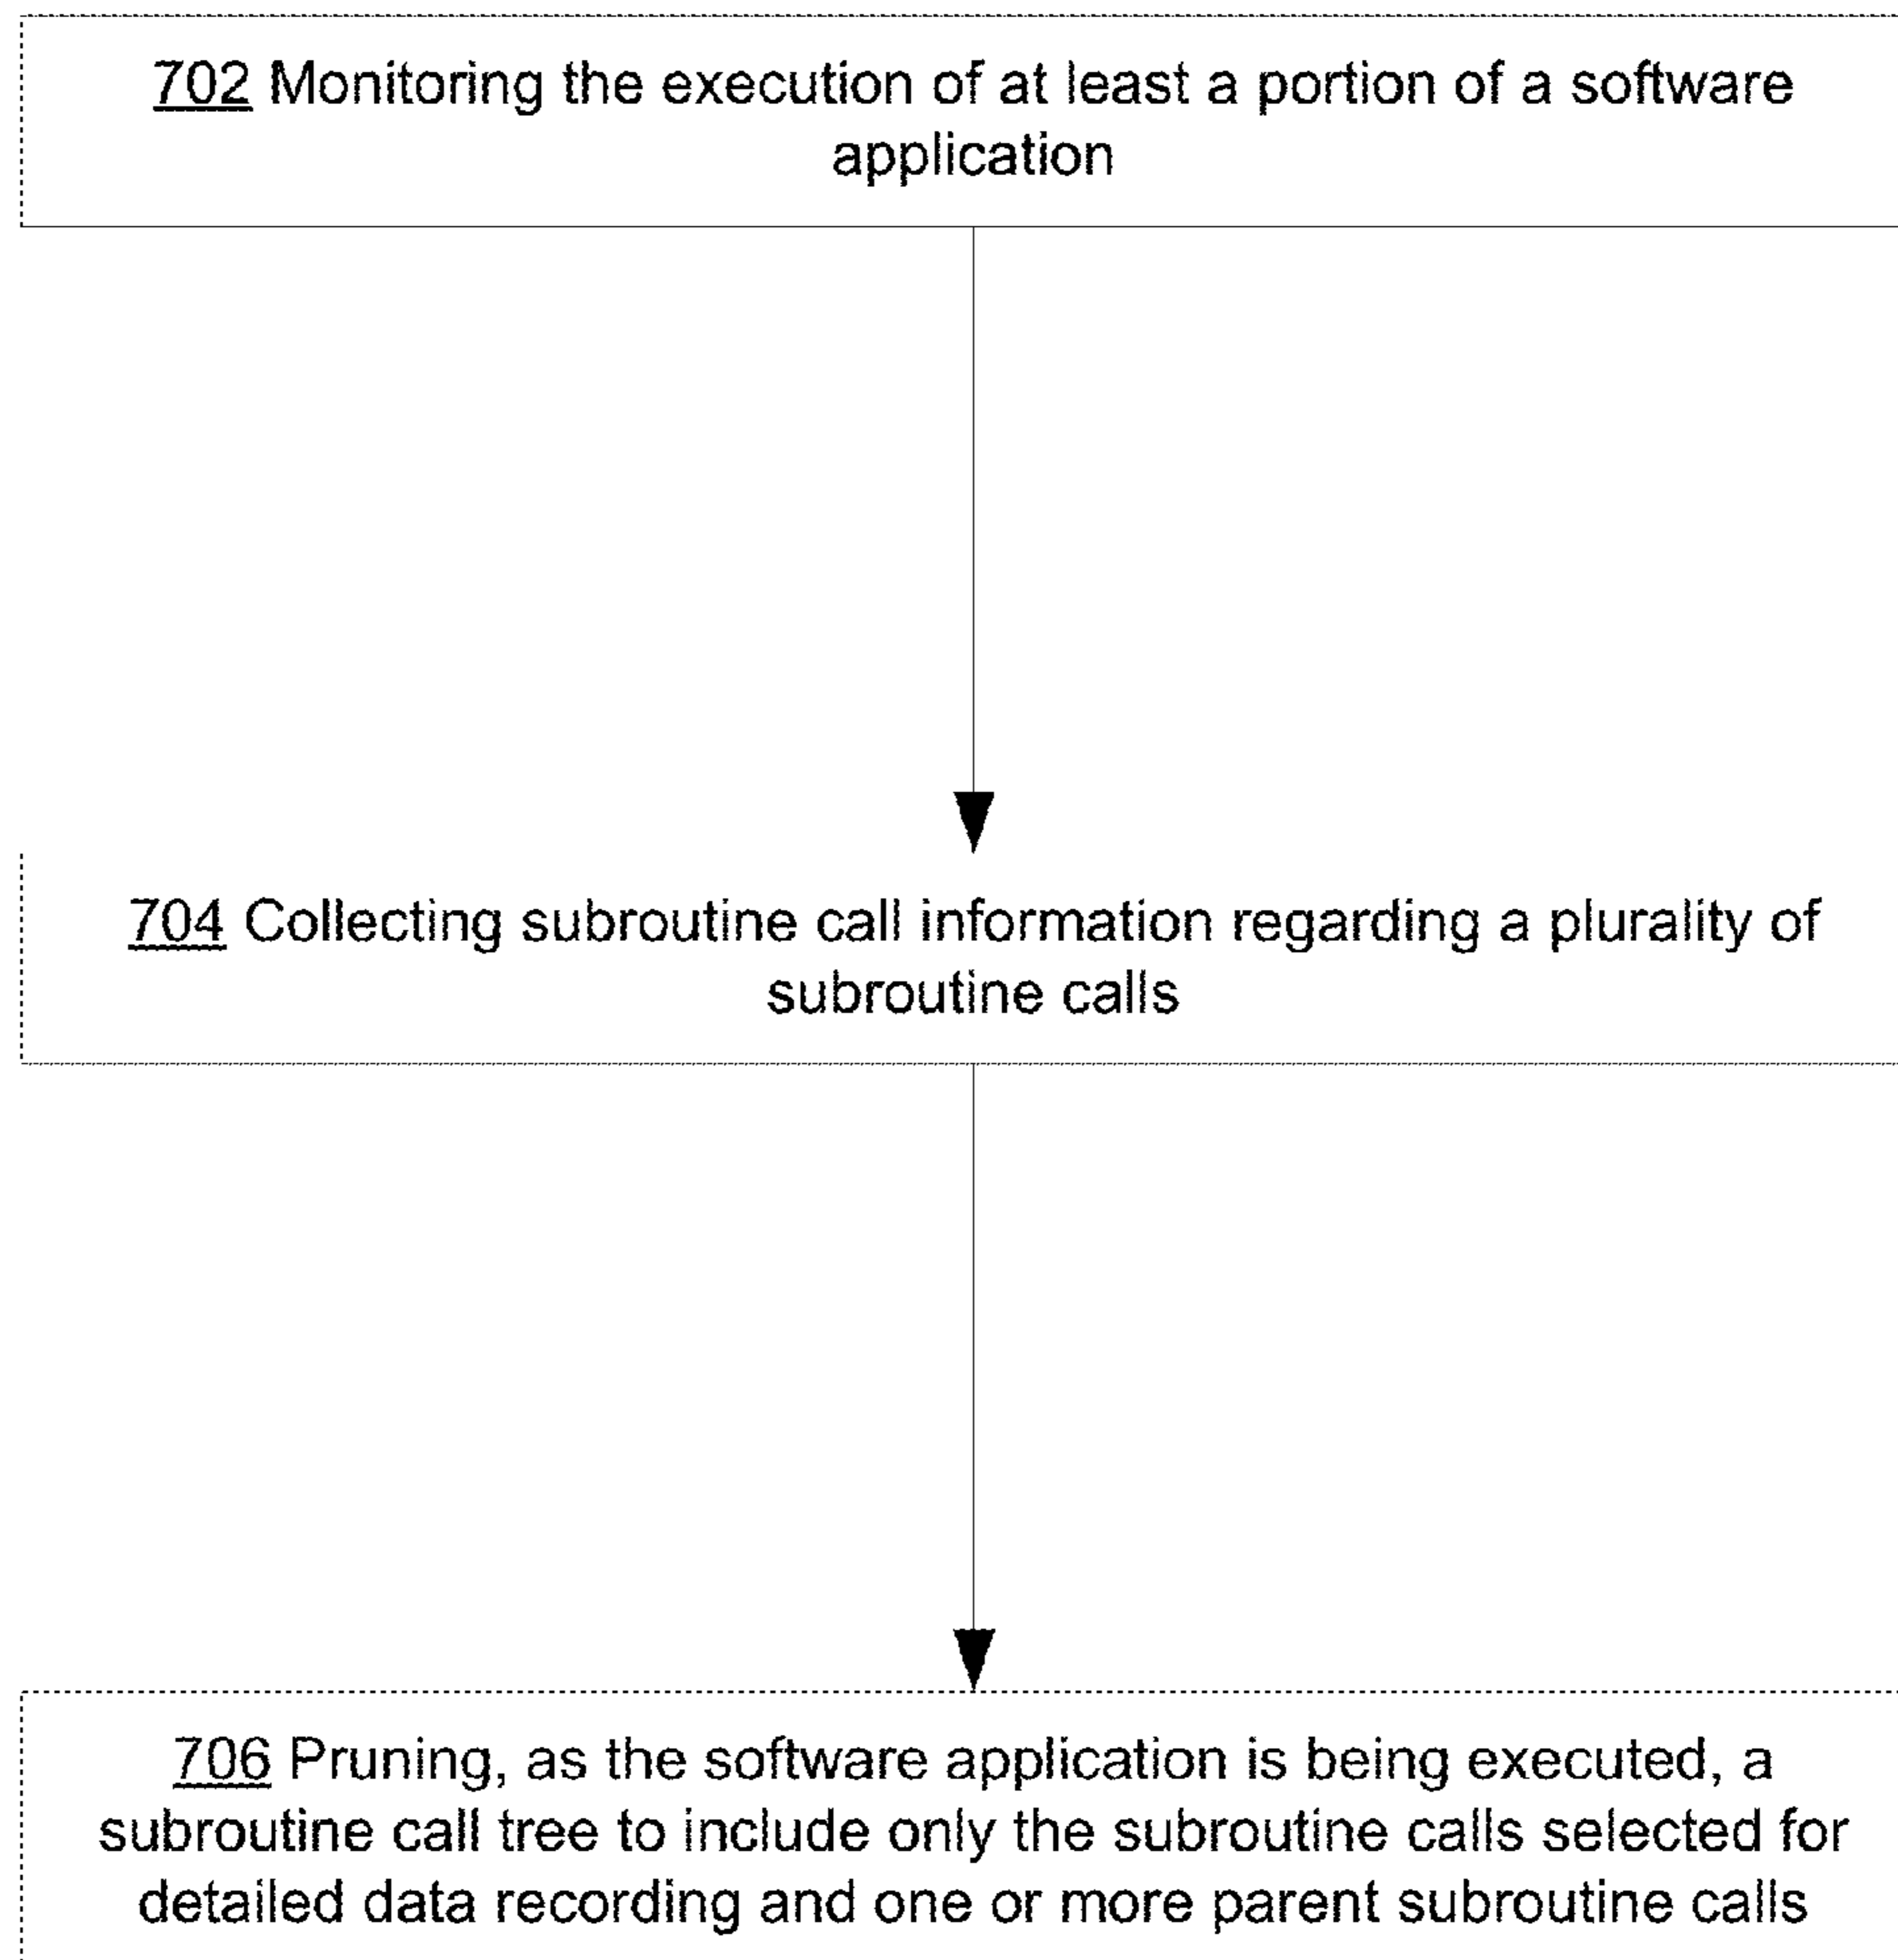 702 Monitoring the execution of at least a portion of a software
application
704 Collecting subroutine call information regarding a plurality of
subroutine calls
706 Pruning, as the software application is being executed, a
subroutine call tree to include only the subroutine calls selected for
detailed data recording and one or more parent subroutine calls